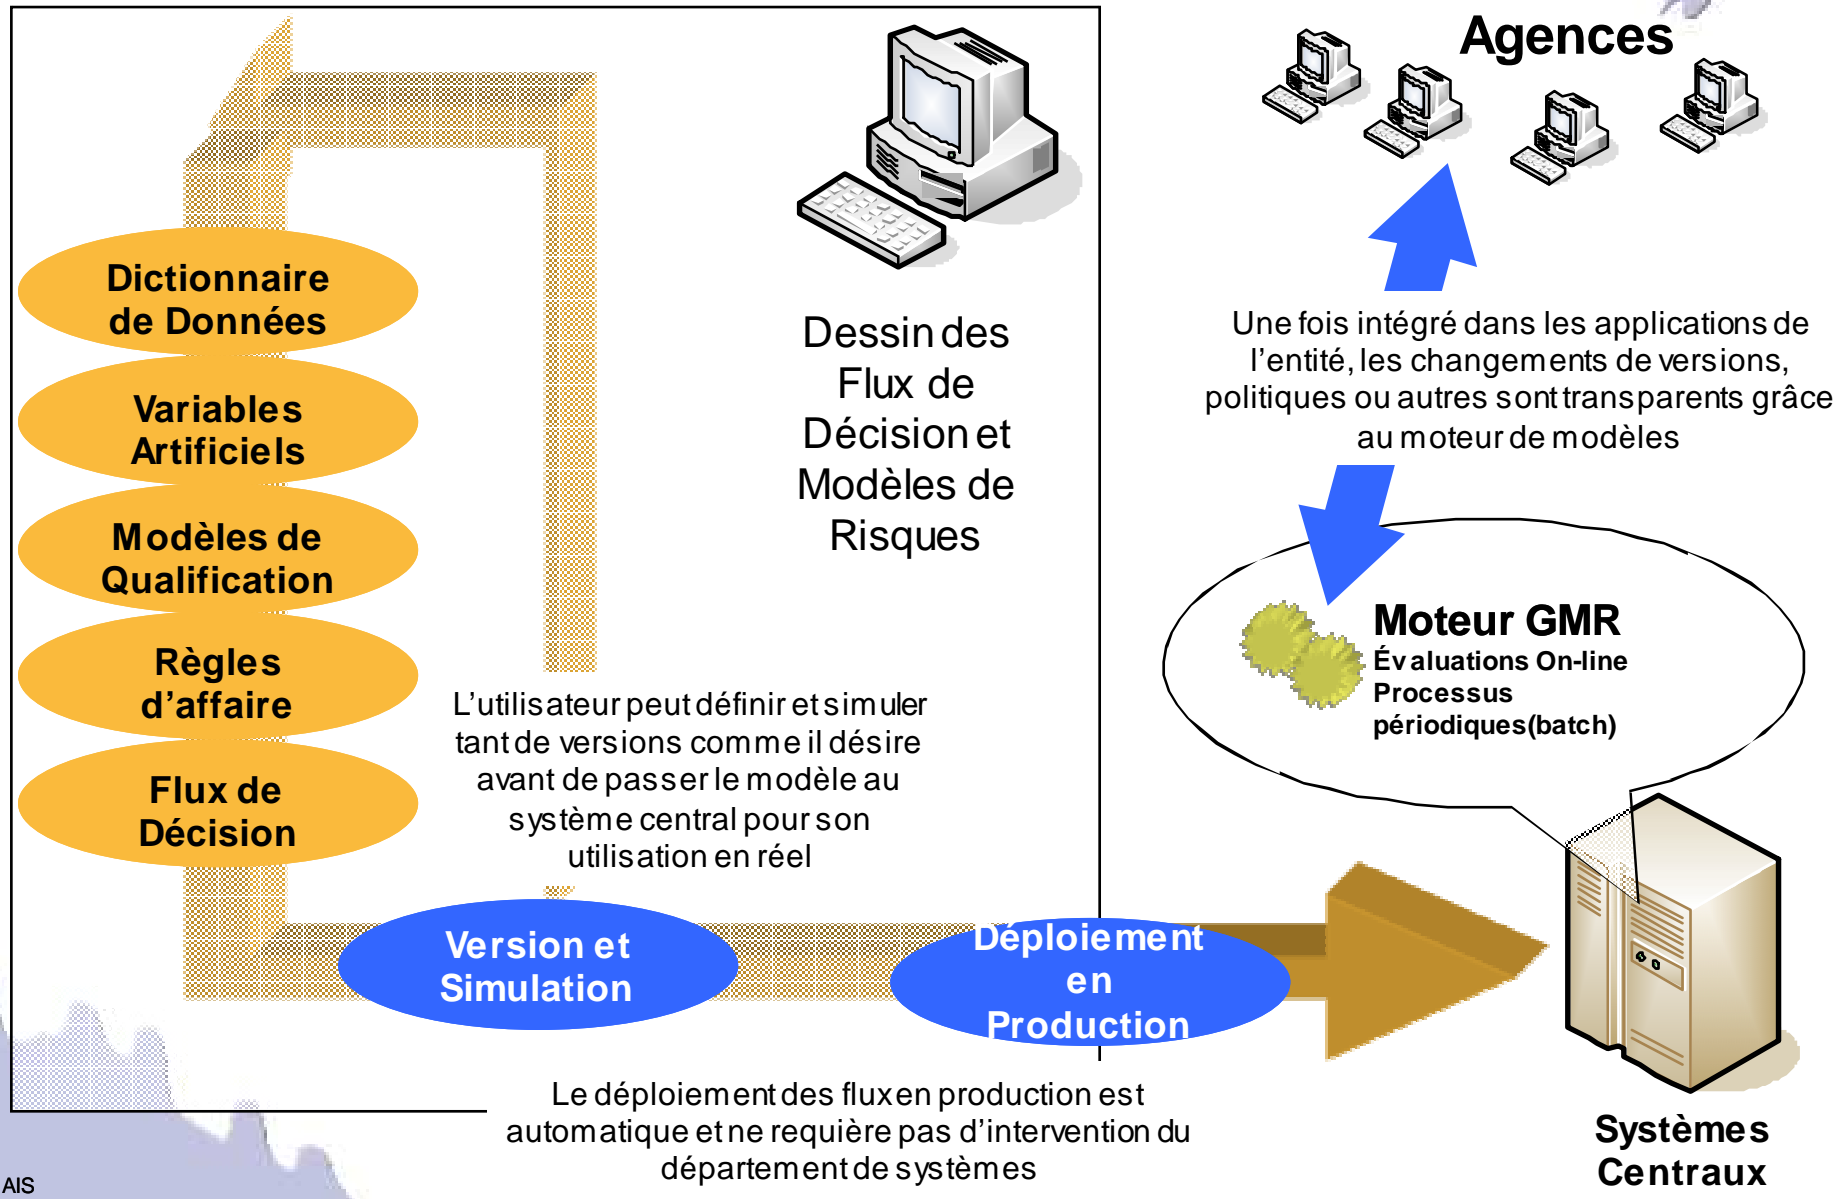 Agences
Dictionnaire
de Données
Variables
Artificiels
Modèles de
Qualification
Règles
d’affaire
Flux de
Décision
Dessin des
Flux de
Décision et
Modèles de
Risques
L’utilisateur peut définir et simuler
tant de versions comme il désire
avant de passer le modèle au
système central pour son
utilisation en réel
Version et
Simulation
Déploiement
en
Production
Le déploiement des flux en production est
automatique et ne requière pas d’intervention du
département de systèmes
Une fois intégré dans les applications de
l’entité, les changements de versions,
politiques ou autres sont transparents grâce
au moteur de modèles
Moteur GMR
Évaluations On-line
Processus
périodiques(batch)
Systèmes
Centraux
AIS